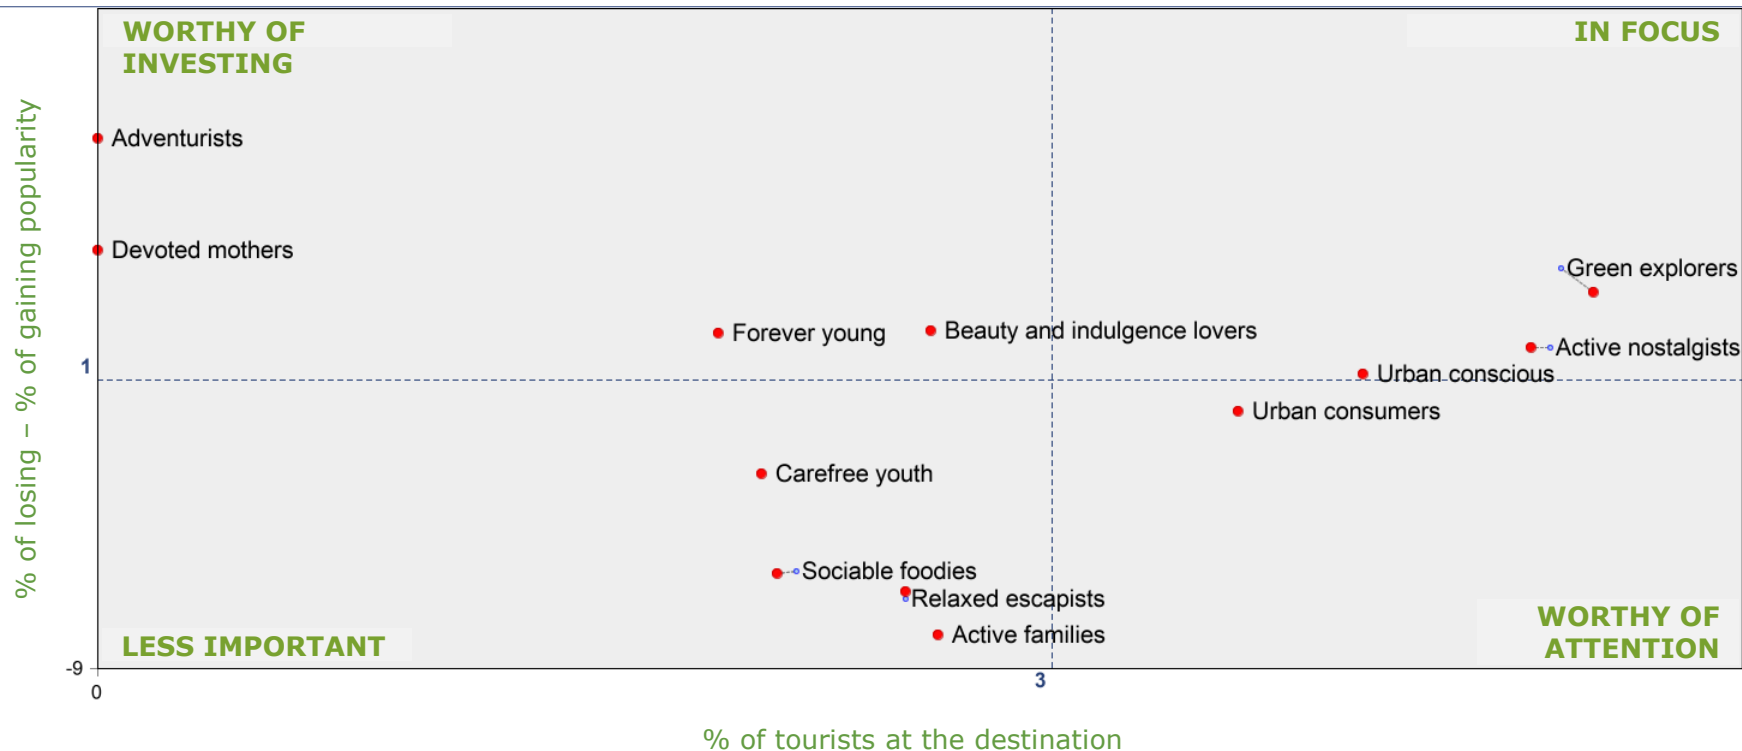 WORTHY OF
INVESTING
IN FOCUS
Adventurists
Devoted mothers
Green explorers
Forever young
Beauty and indulgence lovers
Active nostalgists
1
Urban conscious
Urban consumers
Carefree youth
Sociable foodies
Relaxed escapists
Active families
LESS IMPORTANT
WORTHY OF
ATTENTION
-9
0
3
% of losing – % of gaining popularity
% of tourists at the destination